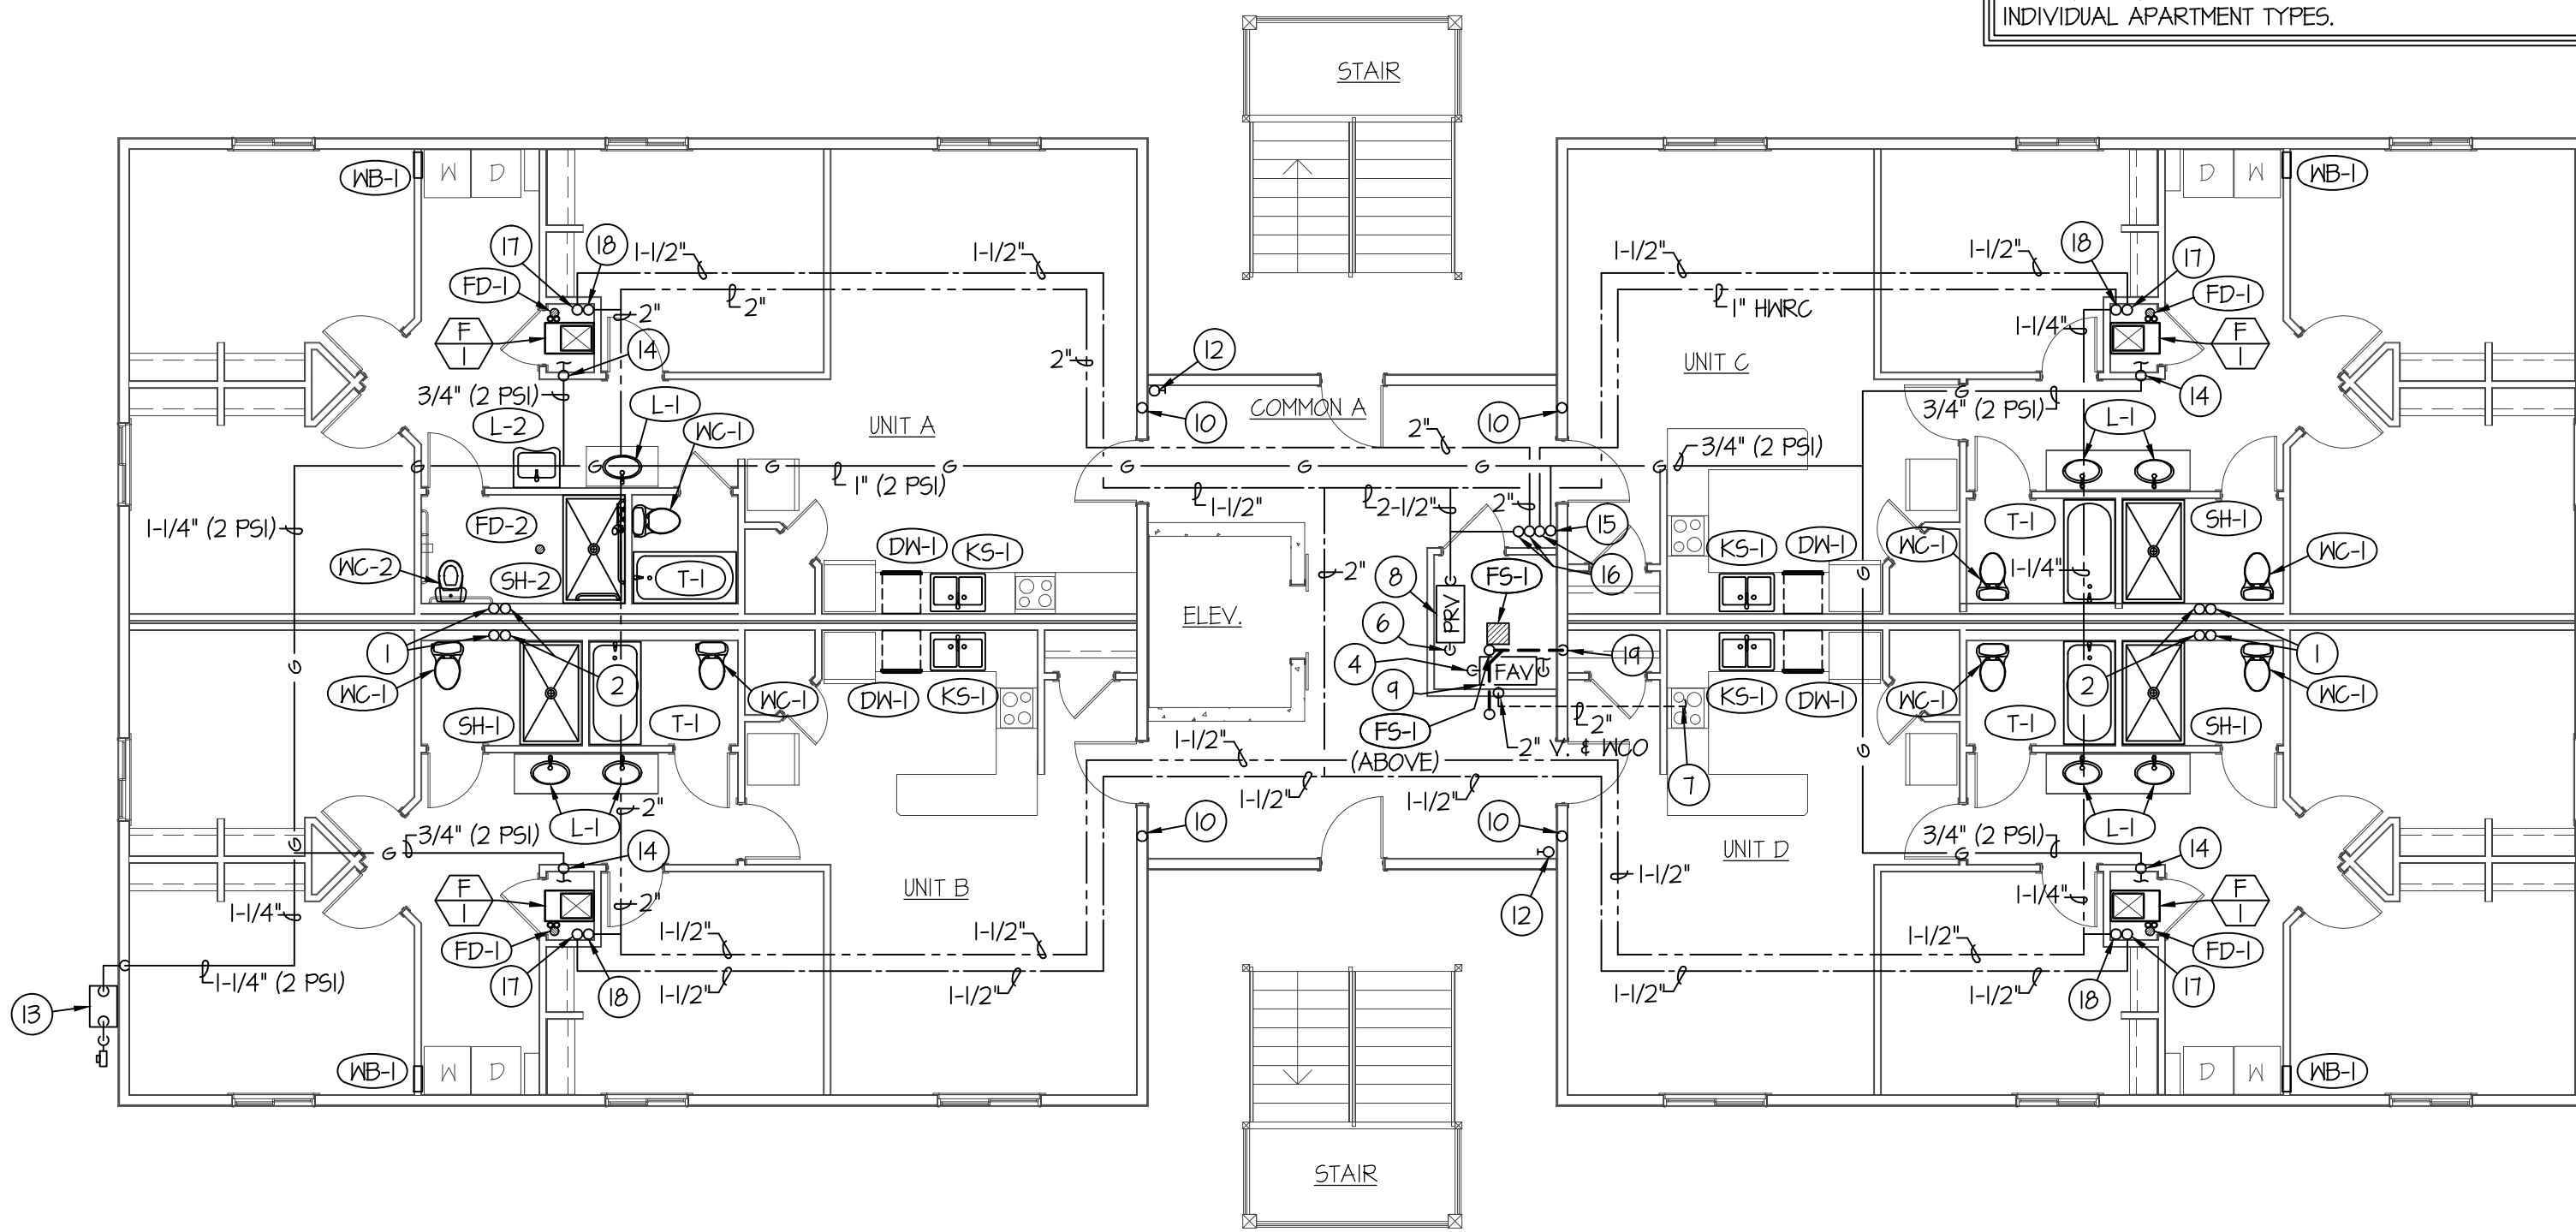 INDIVIDUAL APARTMENT TYPES.
STAIR
WB-1
W
D
D
W
WB-1
17
18
1-1/2"
1-1/2"
1-1/2"
1-1/2"
18
17
FD-1
2"
2"
1" HWRC
FD-1
F
1
14
2"
12
UNIT C
1-1/4"
F
1
3/4" (2 PSI)
L-1
COMMON A
10
10
14
3/4" (2 PSI)
L-2
WC-1
UNIT A
2"
3/4" (2 PSI)
L-1
G
G
G
G
G
G
G
G
G
1" (2 PSI)
1-1/2"
2-1/2"
2"
1-1/4" (2 PSI)
FD-2
15
T-1
SH-1
DW-1
KS-1
KS-1
DW-1
WC-1
WC-1
WC-2
SH-2
T-1
2"
8
FS-1
16
1-1/4"
G
ELEV.
PRV
6
1
2
G
4
FAV
19
2
1
WC-1
WC-1
DW-1
KS-1
9
KS-1
DW-1
WC-1
WC-1
SH-1
T-1
FS-1
2"
T-1
SH-1
1-1/2"
2" V. & WCO
G
(ABOVE)
7
1-1/2"
1-1/2"
2"
L-1
10
10
L-1
3/4" (2 PSI)
G
G
14
3/4" (2 PSI)
G
14
UNIT B
UNIT D
F
1
2"
1-1/2"
1-1/4"
F
1
1-1/4"
12
FD-1
1-1/2"
1-1/2"
1-1/2"
FD-1
1-1/4" (2 PSI)
17
18
1-1/2"
1-1/2"
1-1/2"
1-1/2"
18
17
13
WB-1
W
D
D
W
WB-1
STAIR